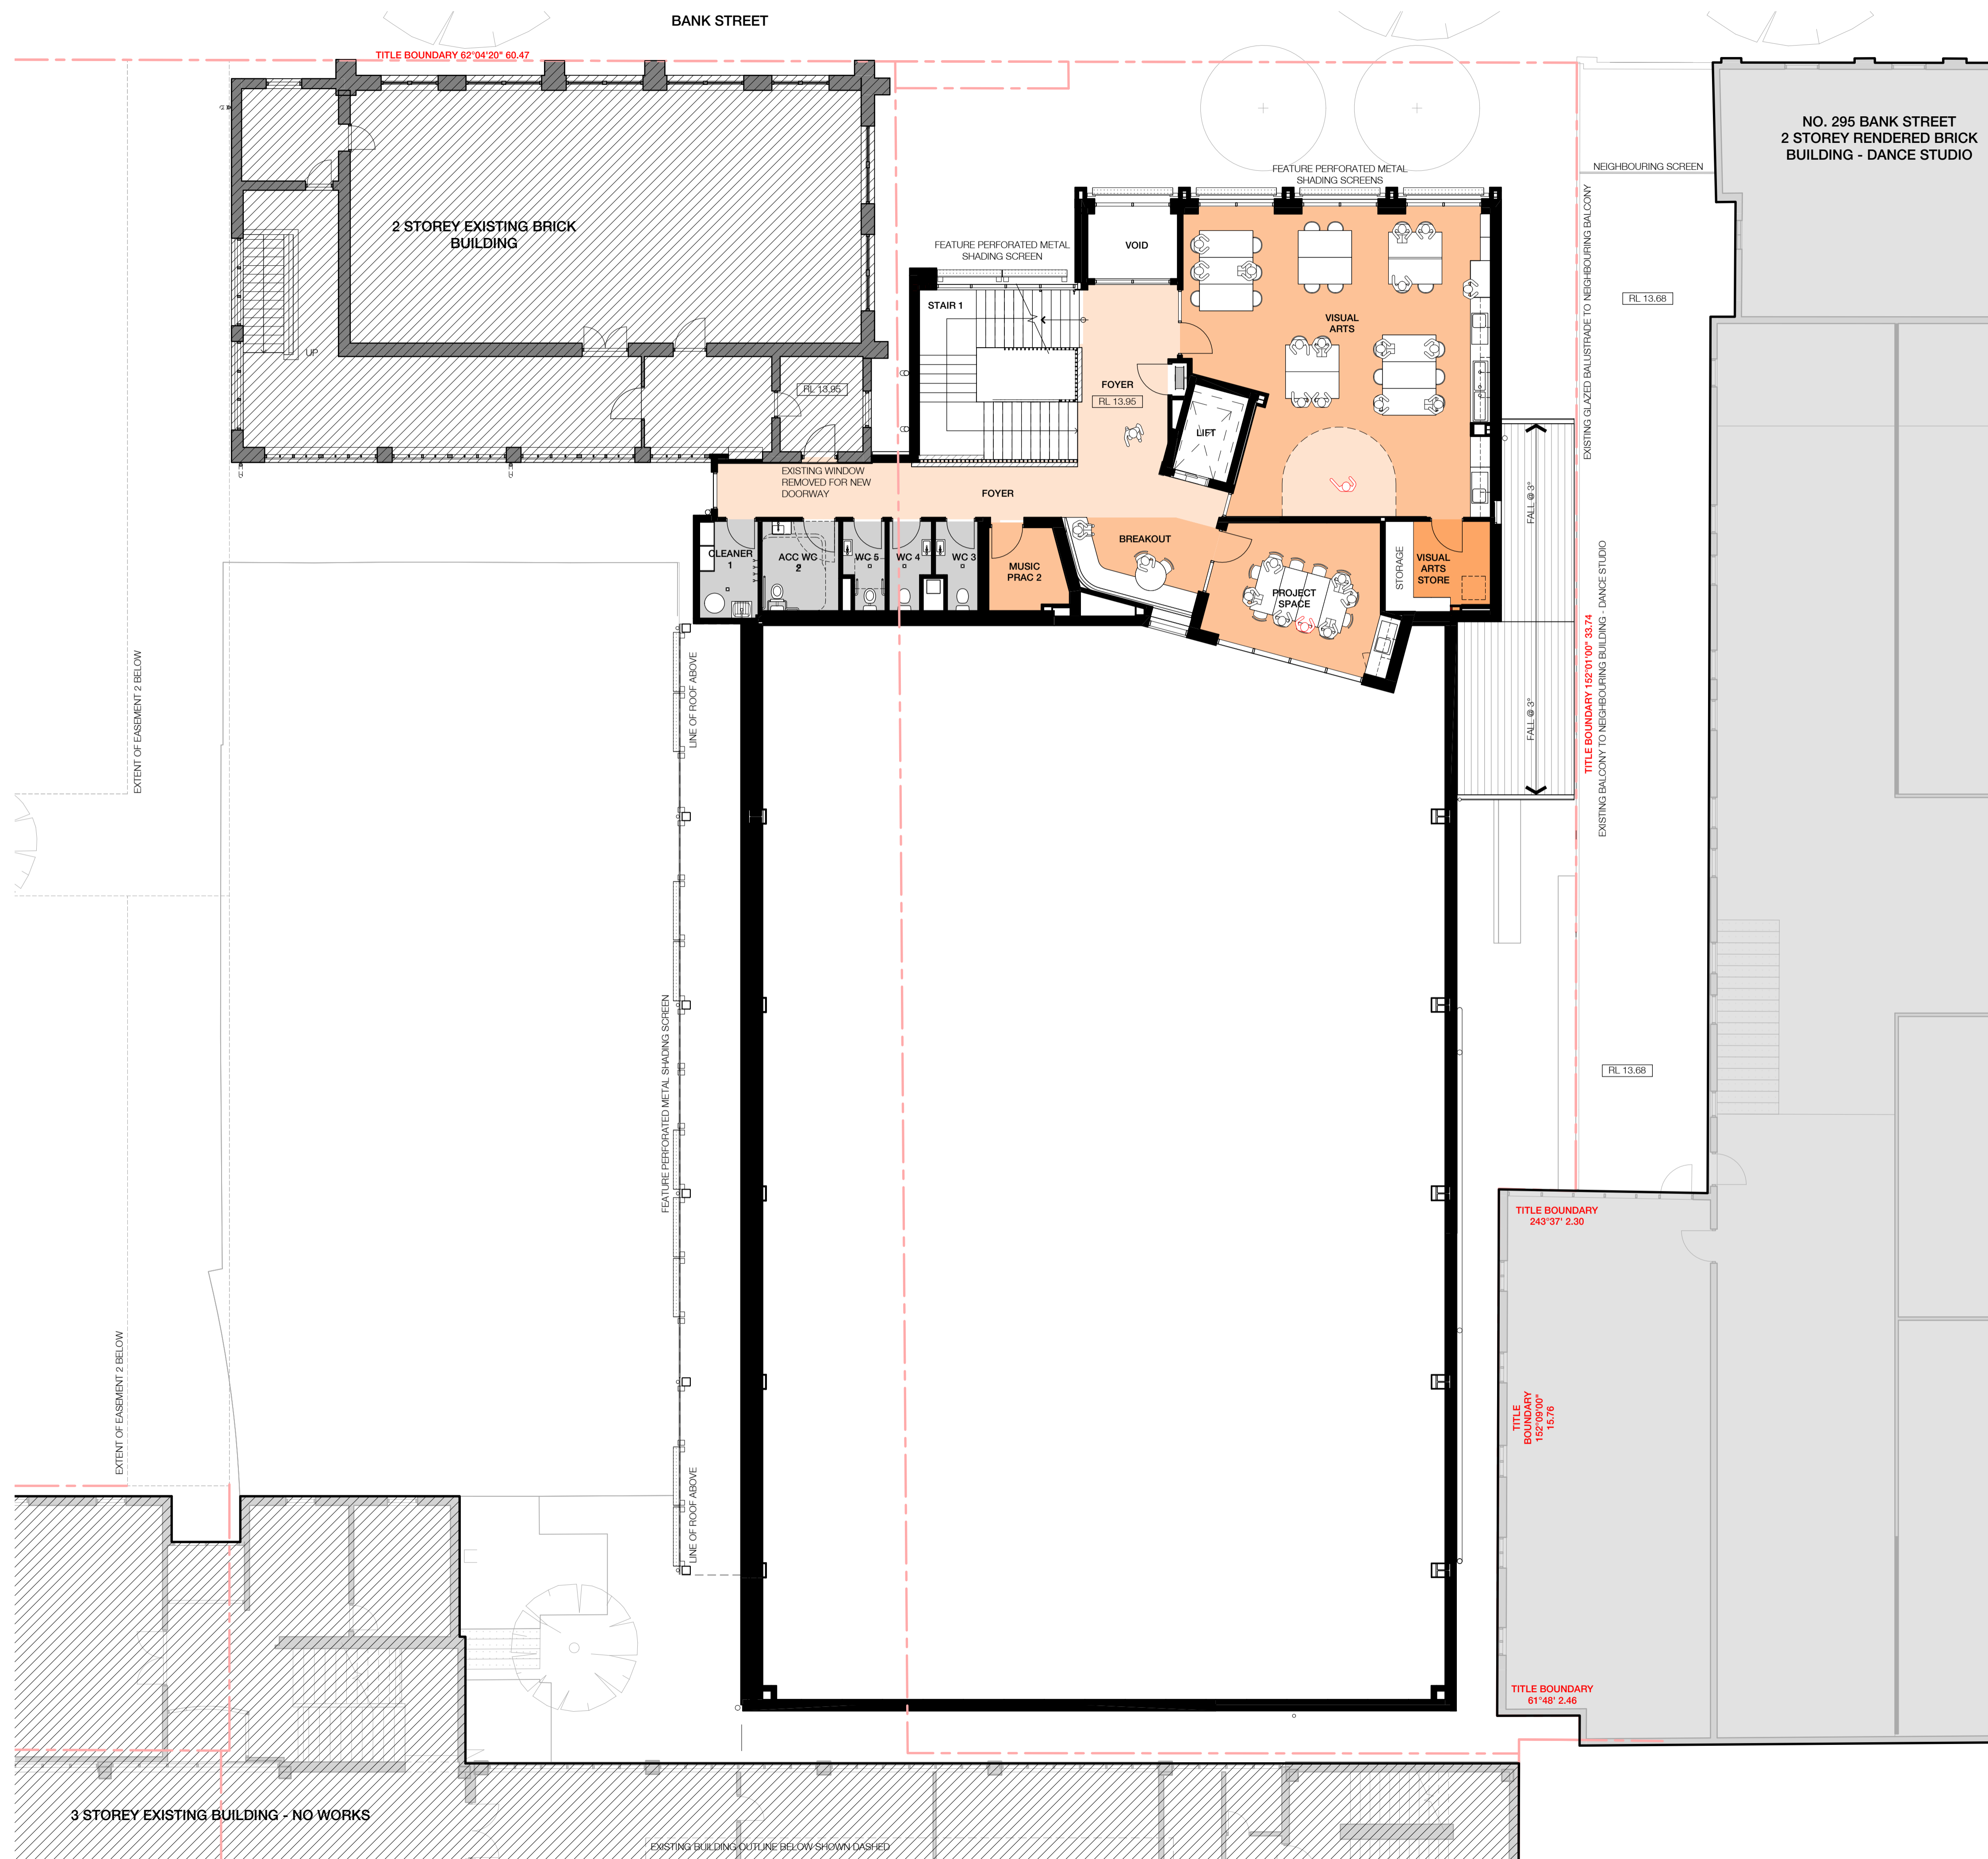 BANK STREET
TITLE BOUNDARY 62°04'20" 60.47
NO. 295 BANK STREET
2 STOREY RENDERED BRICK
BUILDING - DANCE STUDIO
NEIGHBOURING SCREEN
FEATURE PERFORATED METAL
SHADING SCREENS
2 STOREY EXISTING BRICK
BUILDING
FEATURE PERFORATED METAL
SHADING SCREEN
VOID
STAIR 1
VISUAL
ARTS
EXISTING GLAZED BALUSTRADE TO NEIGHBOURING BALCONY
RL 13.68
UP
RL 13.95
FOYER
RL 13.95
LIFT
EXISTING WINDOW
REMOVED FOR NEW
DOORWAY
FOYER
FALL @ 3°
BREAKOUT
CLEANER
1
ACC WC
2
WC 5
WC 4
WC 3
MUSIC
PRAC 2
PROJECT
SPACE
STORAGE
VISUAL
ARTS
STORE
EXTENT OF EASEMENT 2 BELOW
LINE OF ROOF ABOVE
FALL @ 3°
TITLE BOUNDARY 152°01'00" 33.74
EXISTING BALCONY TO NEIGHBOURING BUILDING - DANCE STUDIO
FEATURE PERFORATED METAL SHADING SCREEN
RL 13.68
TITLE BOUNDARY
243°37' 2.30
EXTENT OF EASEMENT 2 BELOW
LINE OF ROOF ABOVE
TITLE
BOUNDARY
152°09'00"
15.76
TITLE BOUNDARY
61°48' 2.46
3 STOREY EXISTING BUILDING - NO WORKS
EXISTING BUILDING OUTLINE BELOW SHOWN DASHED